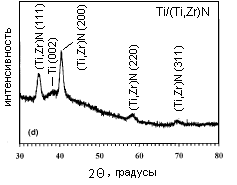 Ti/(Ti,Zr)N
(Ti,Zr)N (111)
Ti (002)
(Ti,Zr)N (200)
(Ti,Zr)N (220)
(Ti,Zr)N (311)
интенсивность
(d)
30 40 50 60 70 80
2Θ, градусы